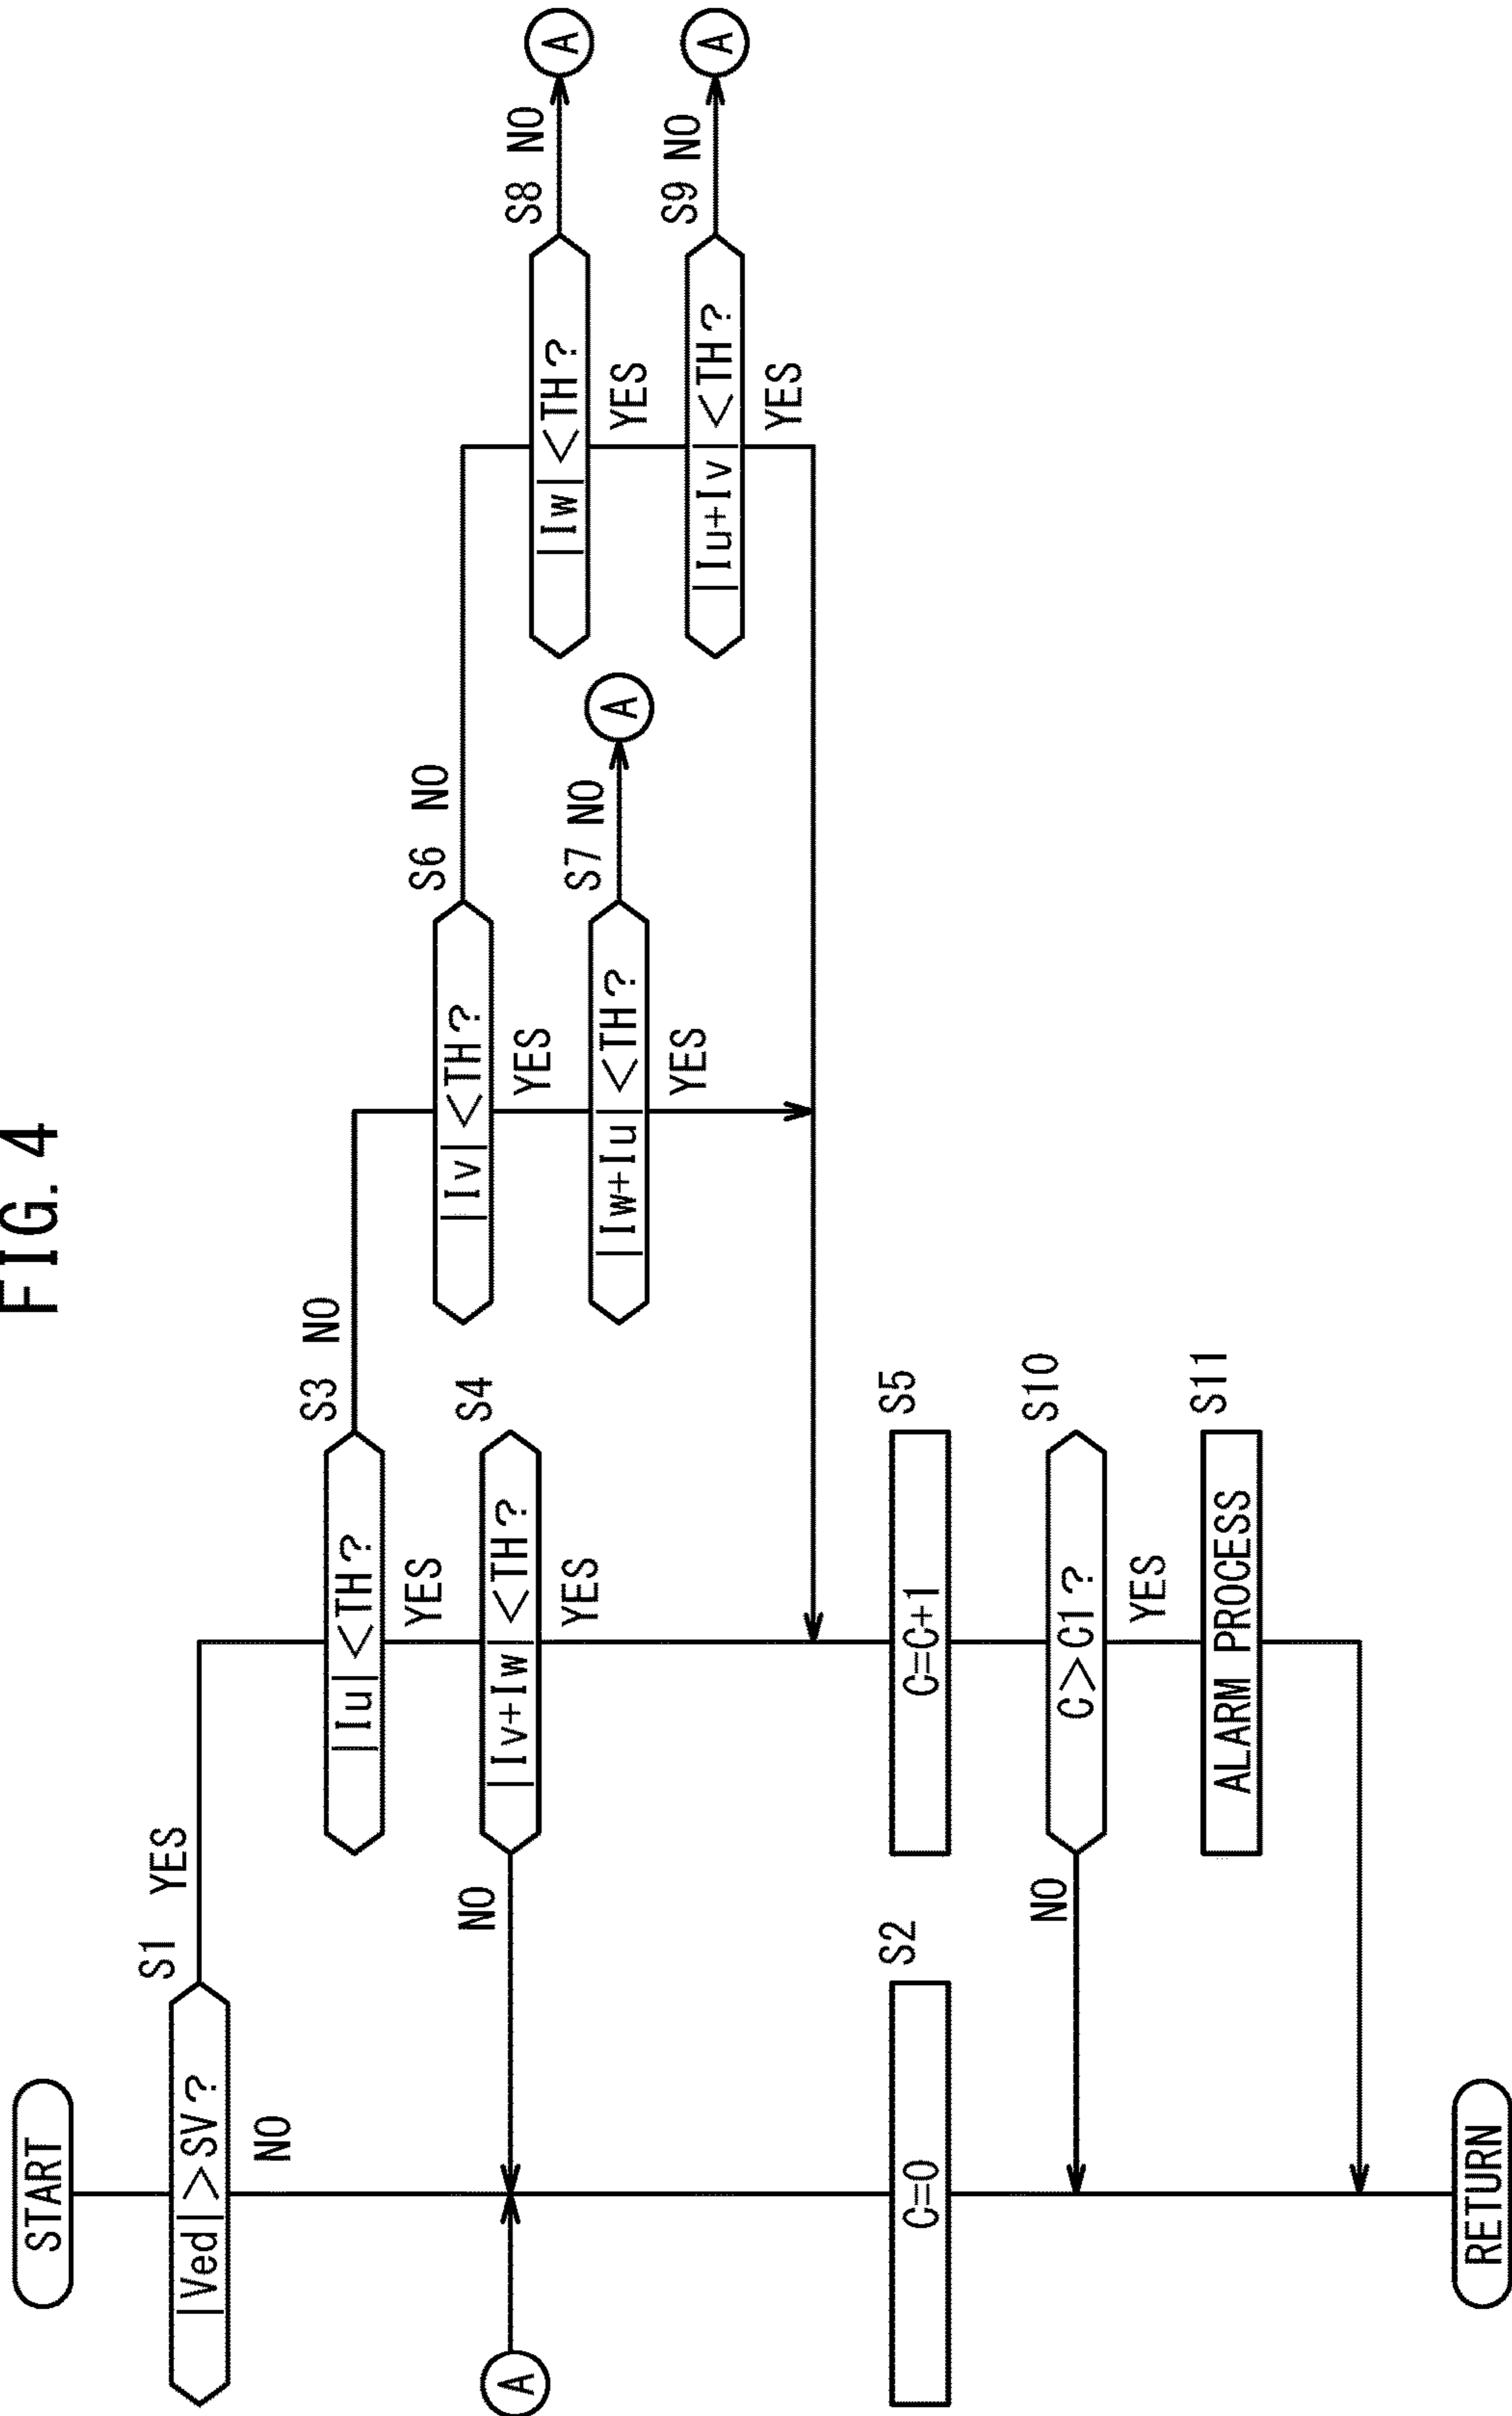 FIG. 4
START
S1 YES
|Ved|>SV?
NO
S3 NO
|Iu|<TH?
YES
S4
|Iv+Iw|<TH?
NO
YES
S6 NO
|Iv|<TH?
YES
S7 NO
A
|Iw+Iu|<TH?
YES
S8 NO
A
|Iw|<TH?
YES
S9 NO
A
|Iu+Iv|<TH?
YES
A
S2
C=0
S5
C=C+1
S10
C>C1?
NO
YES
S11
ALARM PROCESS
RETURN